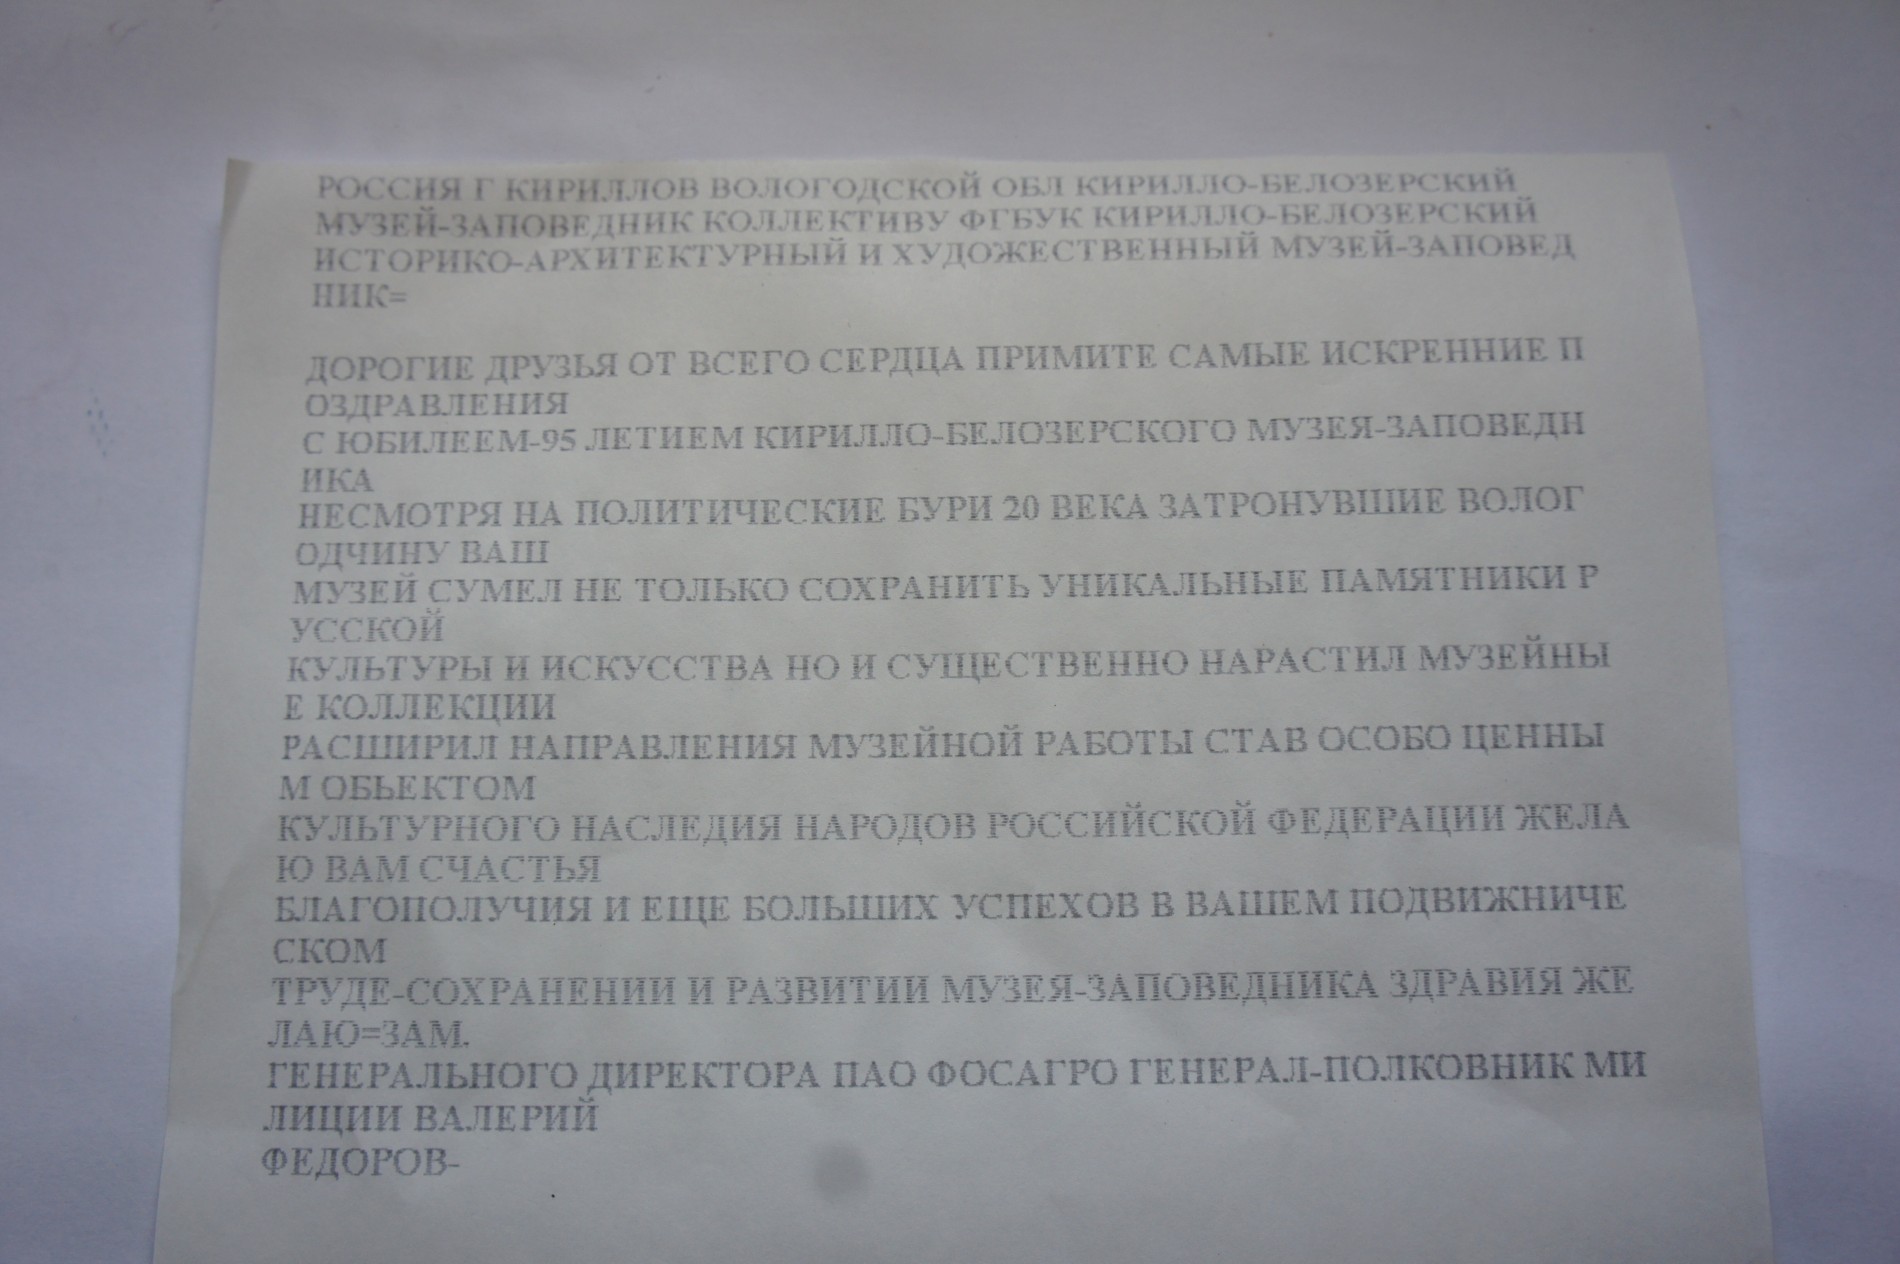 РОССИЯ Г КИРИЛЛОВ ВОЛОГОДСКОЙ ОБЛ КИРИЛЛО-БЕЛОЗЕРСКИЙ
МУЗЕЙ-ЗАПОВЕДНИК КОЛЛЕКТИВУ ФГБУК КИРИЛЛО-БЕЛОЗЕРСКИЙ
ИСТОРИКО-АРХИТЕКТУРНЫЙ И ХУДОЖЕСТВЕННЫЙ МУЗЕЙ-ЗАПОВЕД
НИК=
ДОРОГИЕ ДРУЗЬЯ ОТ ВСЕГО СЕРДЦА ПРИМИТЕ САМЫЕ ИСКРЕННИЕ П
ОЗДРАВЛЕНИЯ
С ЮБИЛЕЕМ-95 ЛЕТИЕМ КИРИЛЛО-БЕЛОЗЕРСКОГО МУЗЕЯ-ЗАПОВЕДН
ИКА
НЕСМОТРЯ НА ПОЛИТИЧЕСКИЕ БУРИ 20 ВЕКА ЗАТРОНУВШИЕ ВОЛОГ
ОДЧИНУ ВАШ
МУЗЕЙ СУМЕЛ НЕ ТОЛЬКО СОХРАНИТЬ УНИКАЛЬНЫЕ ПАМЯТНИКИ Р
УССКОЙ
КУЛЬТУРЫ И ИСКУССТВА НО И СУЩЕСТВЕННО НАРАСТИЛ МУЗЕЙНЫ
Е КОЛЛЕКЦИИ
РАСШИРИЛ НАПРАВЛЕНИЯ МУЗЕЙНОЙ РАБОТЫ СТАВ ОСОБО ЦЕННЫ
М ОБЬЕКТОМ
КУЛЬТУРНОГО НАСЛЕДИЯ НАРОДОВ РОССИЙСКОЙ ФЕДЕРАЦИИ ЖЕЛА
Ю ВАМ СЧАСТЬЯ
БЛАГОПОЛУЧИЯ И ЕЩЕ БОЛЬШИХ УСПЕХОВ В ВАШЕМ ПОДВИЖНИЧЕ
СКОМ
ТРУДЕ-СОХРАНЕНИИ И РАЗВИТИИ МУЗЕЯ-ЗАПОВЕДНИКА ЗДРАВИЯ ЖЕ
ЛАЮ=ЗАМ.
ГЕНЕРАЛЬНОГО ДИРЕКТОРА ПАО ФОСАГРО ГЕНЕРАЛ-ПОЛКОВНИК МИ
ЛИЦИИ ВАЛЕРИЙ
ФЕДОРОВ-